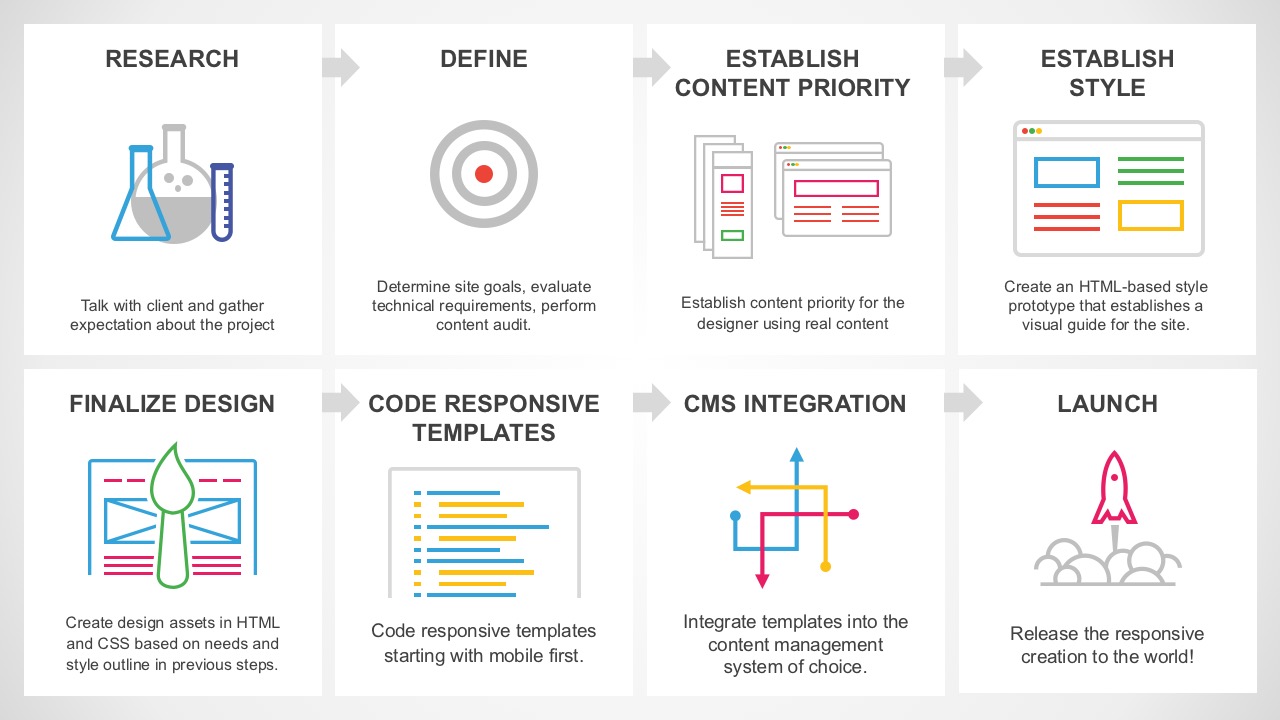 RESEARCH
Talk with client and gather
expectation about the project
DEFINE
Determine site goals, evaluate
technical requirements, perform
content audit.
ESTABLISH
CONTENT PRIORITY
Establish content priority for the
designer using real content
ESTABLISH
STYLE
Create an HTML-based style
prototype that establishes a
visual guide for the site.
FINALIZE DESIGN
Create design assets in HTML
and CSS based on needs and
style outline in previous steps.
CODE RESPONSIVE
TEMPLATES
Code responsive templates
starting with mobile first.
CMS INTEGRATION
Integrate templates into the
content management
system of choice.
LAUNCH
Release the responsive
creation to the world!